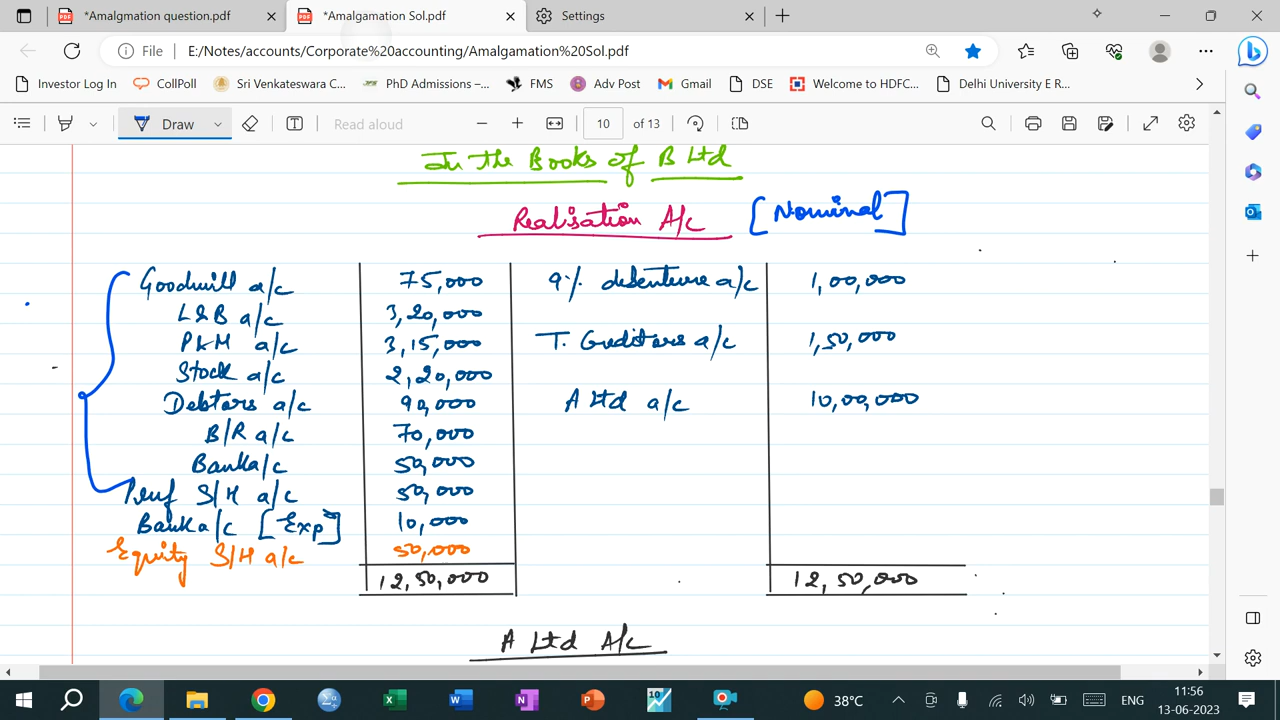 *Amalgmation question.pdf
*Amalgamation Sol.pdf
Settings
File E:/Notes/accounts/Corporate%20accounting/Amalgamation%20Sol.pdf
Investor Log In CollPoll Sri Venkateswara C... PhD Admissions –... FMS Adv Post Gmail DSE Welcome to HDFC... Delhi University E R...
Draw Read aloud 10 of 13
In the Books of B Ltd
Realisation A/c [Nominal]
Goodwill a/c 75,000 9% debenture a/c 1,00,000
L&B a/c 3,20,000
P&M a/c 3,15,000 T. Creditors a/c 1,50,000
Stock a/c 2,20,000
Debtors a/c 90,000 A Ltd a/c 10,00,000
B/R a/c 70,000
Bank a/c 50,000
Pref S/H a/c 50,000
Bank a/c [Exp] 10,000
Equity S/H a/c 50,000
12,50,000 12,50,000
A Ltd A/c
10
38°C ENG 11:56
13-06-2023